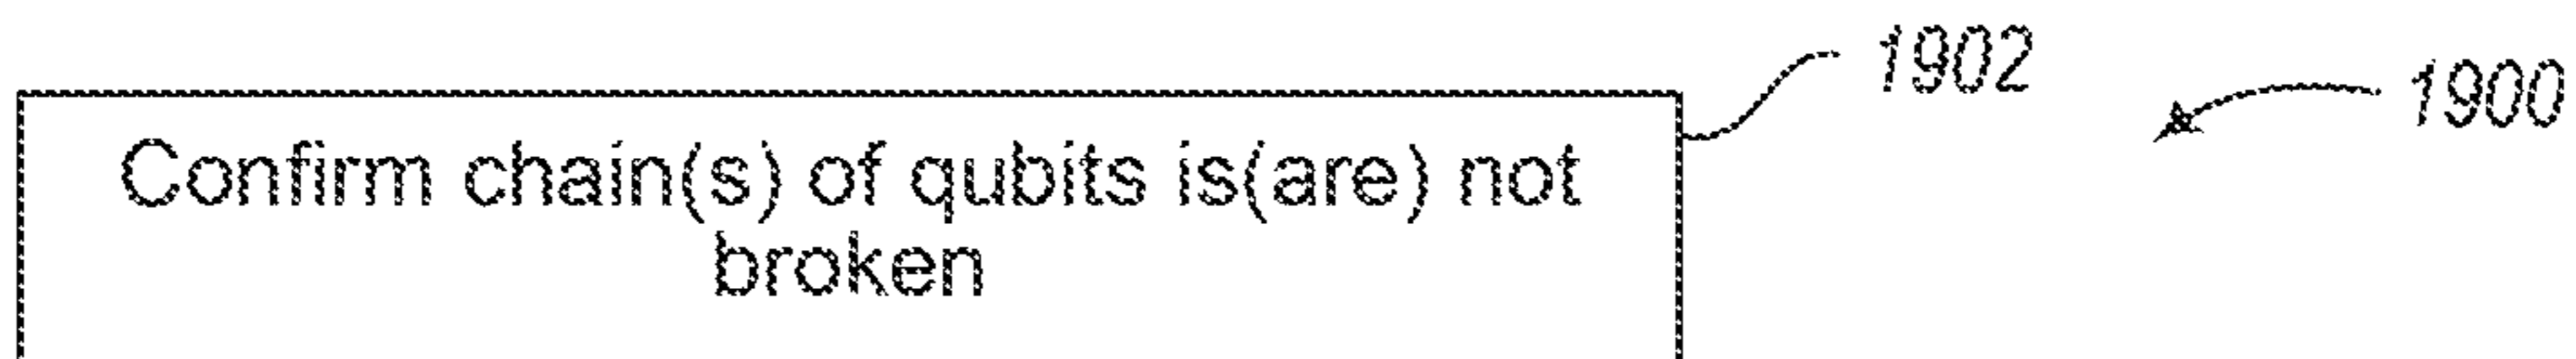 1902
1900
Confirm chain(s) of qubits is(are) not
broken